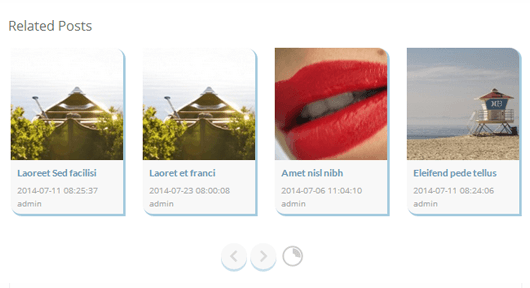 Related Posts
Laoreet Sed facilisi
2014-07-11 08:25:37
admin
Laoret et franci
2014-07-23 08:00:08
admin
Amet nisl nibh
2014-07-06 11:04:10
admin
Eleifend pede tellus
2014-07-11 08:24:06
admin